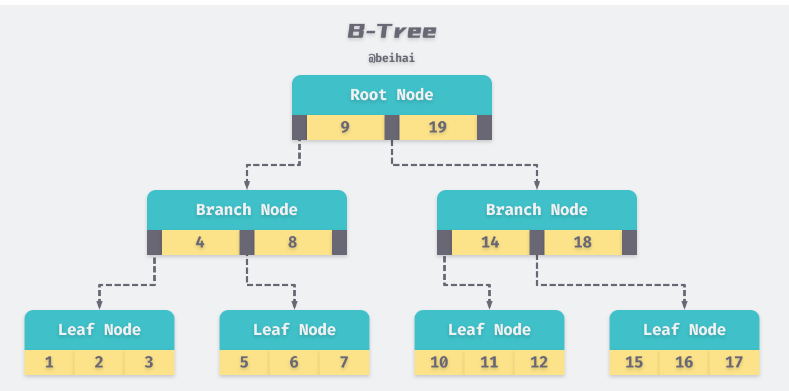 B-Tree
@beihai
Root Node
9 19
Branch Node Branch Node
4 8 14 18
Leaf Node Leaf Node Leaf Node Leaf Node
1 2 3 5 6 7 10 11 12 15 16 17